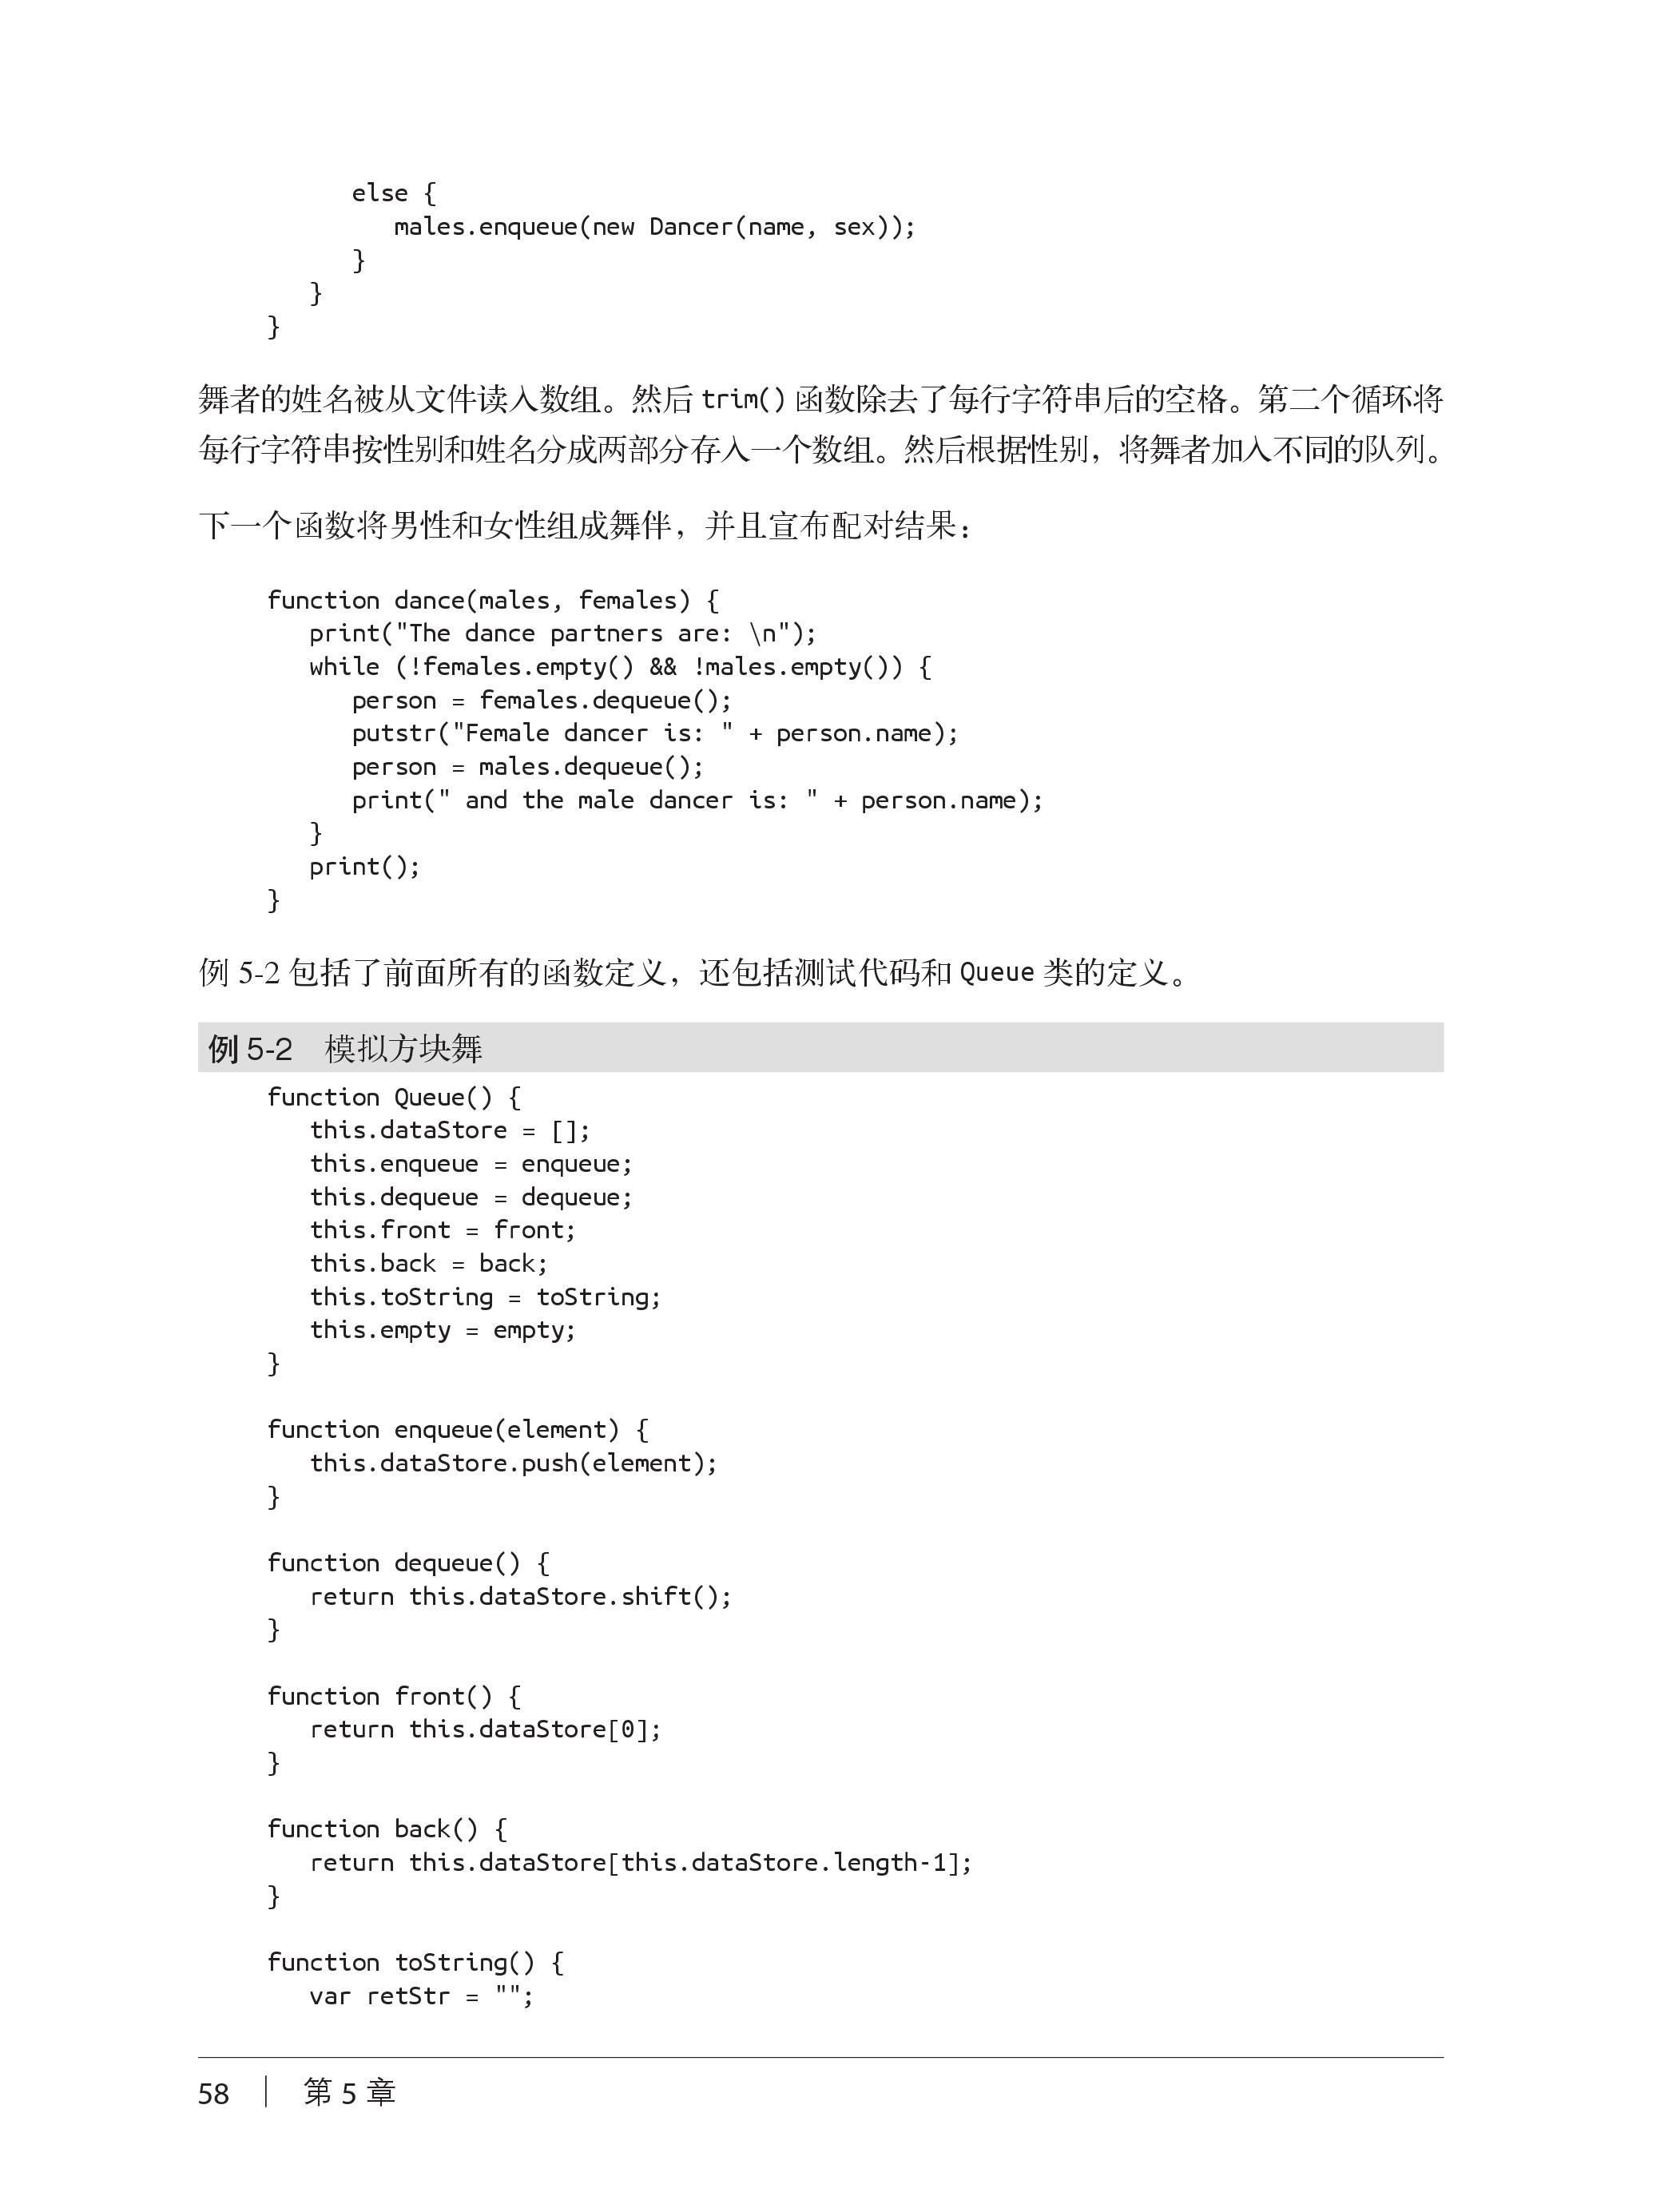 else {
         males.enqueue(new Dancer(name, sex));
      }
   }
}
舞者的姓名被从文件读入数组。然后 trim() 函数除去了每行字符串后的空格。第二个循环将
每行字符串按性别和姓名分成两部分存入一个数组。然后根据性别，将舞者加入不同的队列。
下一个函数将男性和女性组成舞伴，并且宣布配对结果：
function dance(males, females) {
   print("The dance partners are: \n");
   while (!females.empty() && !males.empty()) {
      person = females.dequeue();
      putstr("Female dancer is: " + person.name);
      person = males.dequeue();
      print(" and the male dancer is: " + person.name);
   }
   print();
}
例 5-2 包括了前面所有的函数定义，还包括测试代码和 Queue 类的定义。
例 5-2　模拟方块舞
function Queue() {
   this.dataStore = [];
   this.enqueue = enqueue;
   this.dequeue = dequeue;
   this.front = front;
   this.back = back;
   this.toString = toString;
   this.empty = empty;
}
function enqueue(element) {
   this.dataStore.push(element);
}
function dequeue() {
   return this.dataStore.shift();
}
function front() {
   return this.dataStore[0];
}
function back() {
   return this.dataStore[this.dataStore.length-1];
}
function toString() {
   var retStr = "";
58 | 第 5 章